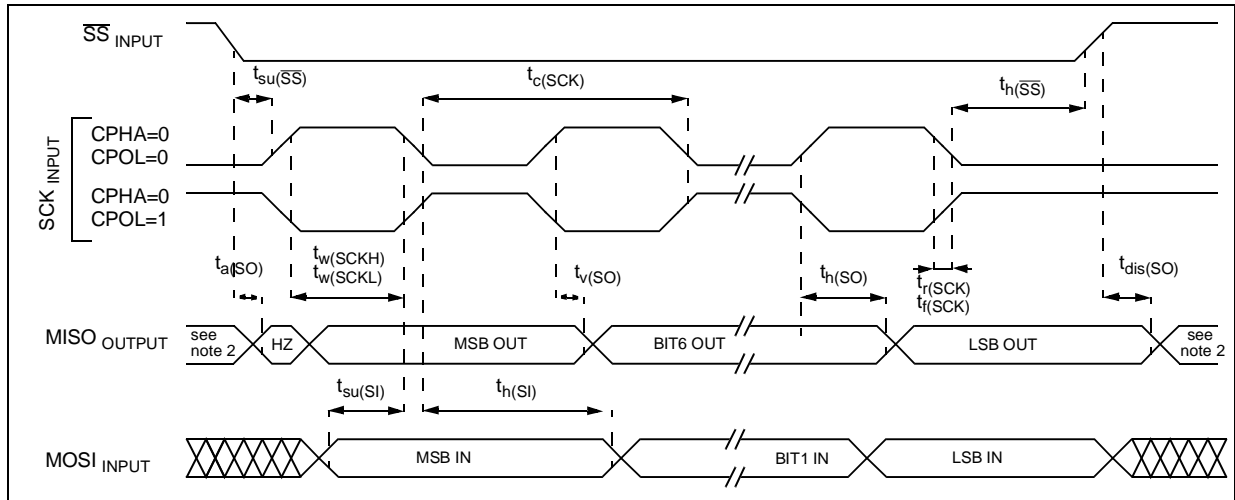 SS INPUT
tsu(SS)
tc(SCK)
th(SS)
SCK INPUT
CPHA=0
CPOL=0
CPHA=0
CPOL=1
ta(SO)
tw(SCKH)
tw(SCKL)
tv(SO)
th(SO)
tr(SCK)
tf(SCK)
tdis(SO)
MISO OUTPUT
see note 2
HZ
MSB OUT
BIT6 OUT
LSB OUT
see note 2
tsu(SI)
th(SI)
MOSI INPUT
MSB IN
BIT1 IN
LSB IN